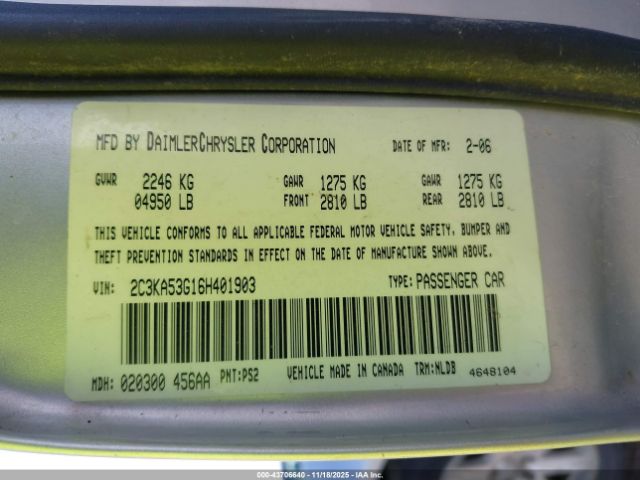 MFD BY DAIMLERCHRYSLER CORPORATION DATE OF MFR: 2-06
GVWR 2246 KG GAWR 1275 KG GAWR 1275 KG
04950 LB FRONT 2810 LB REAR 2810 LB
THIS VEHICLE CONFORMS TO ALL APPLICABLE FEDERAL MOTOR VEHICLE SAFETY, BUMPER AND
THEFT PREVENTION STANDARDS IN EFFECT ON THE DATE OF MANUFACTURE SHOWN ABOVE.
VIN: 2C3KA53G16H401903 TYPE: PASSENGER CAR
MDH: 020300 456AA PNT:PS2 VEHICLE MADE IN CANADA TRM:NLDB 4648104
000-43706640 - 11/18/2025 - IAA Inc.